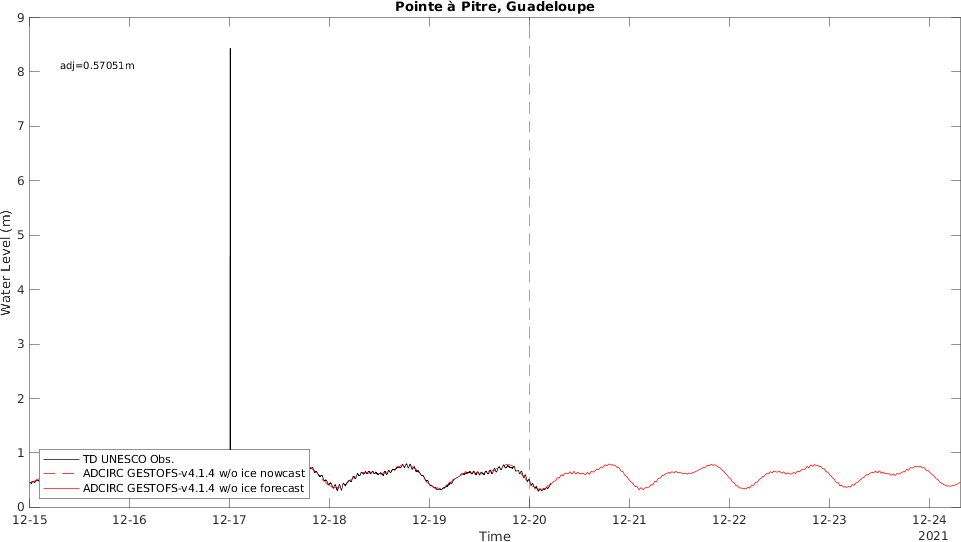 Pointe à Pitre, Guadeloupe
9
adj=0.57051m
8
7
6
5
4
3
2
1
0
Water Level (m)
TD UNESCO Obs.
ADCIRC GESTOFS-v4.1.4 w/o ice nowcast
ADCIRC GESTOFS-v4.1.4 w/o ice forecast
12-15 12-16 12-17 12-18 12-19 12-20 12-21 12-22 12-23 12-24
Time
2021